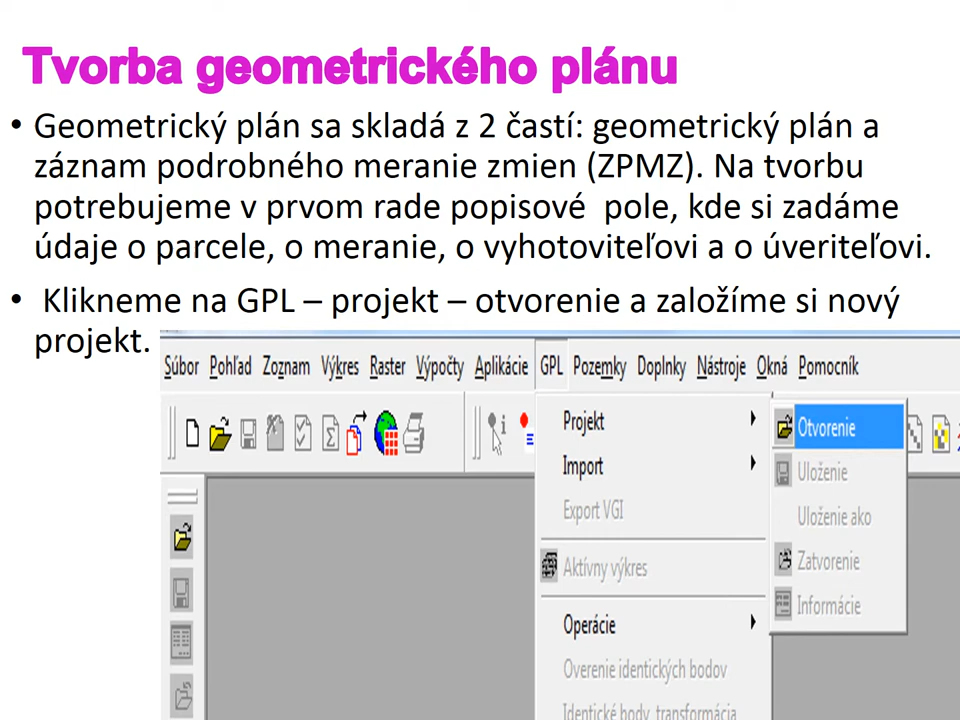 Tvorba geometrického plánu
• Geometrický plán sa skladá z 2 častí: geometrický plán a
záznam podrobného meranie zmien (ZPMZ). Na tvorbu
potrebujeme v prvom rade popisové  pole, kde si zadáme
údaje o parcele, o meranie, o vyhotoviteľovi a o úveriteľovi.
• Klikneme na GPL – projekt – otvorenie a založíme si nový
projekt.
Súbor Pohľad Zoznam Výkres Raster Výpočty Aplikácie GPL Pozemky Doplnky Nástroje Okná Pomocník
Projekt
Import
Export VGI
Aktívny výkres
Operácie
Overenie identických bodov
Identické body, transformácia
Otvorenie
Uloženie
Uloženie ako
Zatvorenie
Informácie